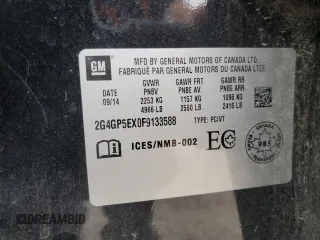 GM
MFD BY GENERAL MOTORS OF CANADA LTD.
FABRIQUÉ PAR GENERAL MOTORS DU CANADA LTÉE
DATE GVWR GAWR FRT GAWR RR
PNBV PNBE AV. PNBE ARR.
09/14 2253 KG 1157 KG 1096 KG
4966 LB 2550 LB 2416 LB
2G4GP5EX0F9133588 TYPE: PC/VT
ICES/NMB-002 EC
905
DREAMBID